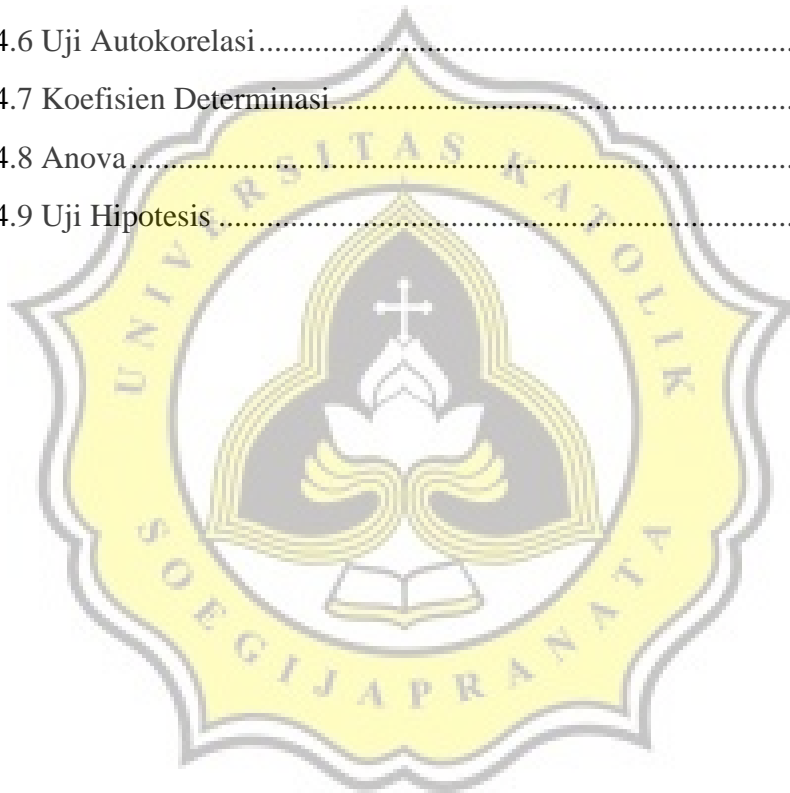 4.6 Uji Autokorelasi..................................................................................
4.7 Koefisien Determinasi......................................................................
4.8 Anova...................................................................................................
4.9 Uji Hipotesis ......................................................................................
UNIVERSITAS KATOLIK
SOEGIJAPRANATA